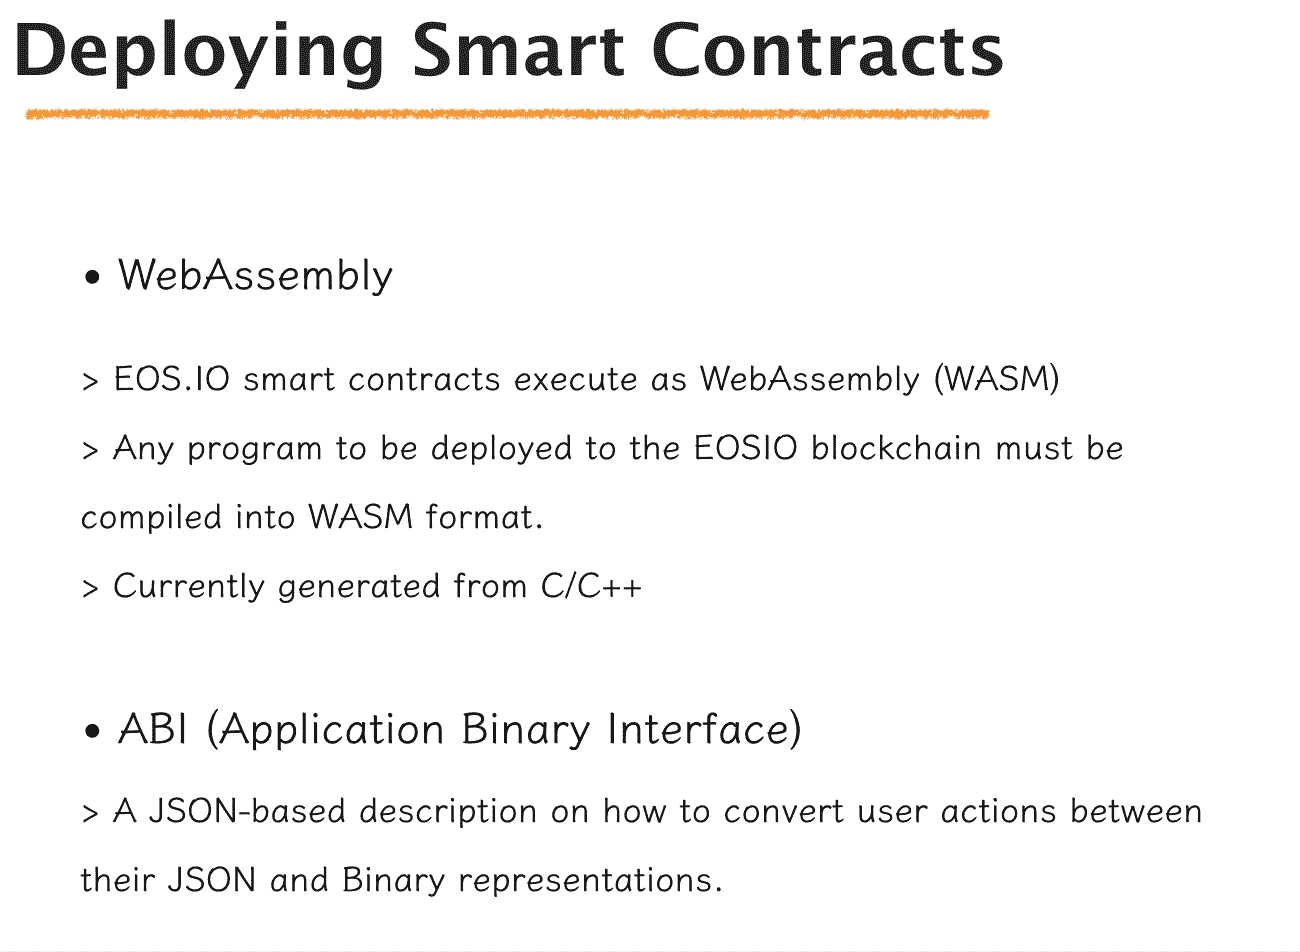 Deploying Smart Contracts
• WebAssembly
> EOS.IO smart contracts execute as WebAssembly (WASM)
> Any program to be deployed to the EOSIO blockchain must be
compiled into WASM format.
> Currently generated from C/C++
• ABI (Application Binary Interface)
> A JSON-based description on how to convert user actions between
their JSON and Binary representations.